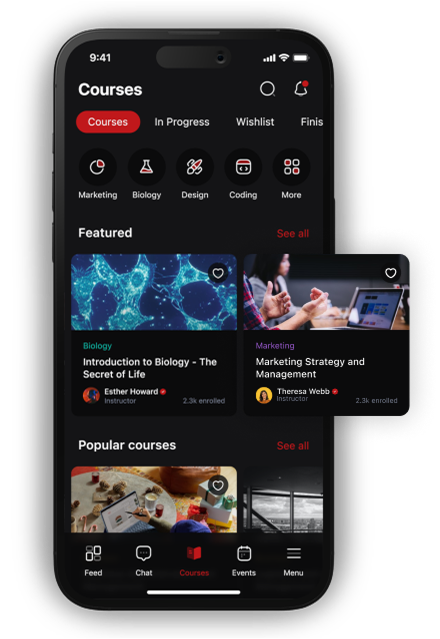 9:41
Courses
Courses In Progress Wishlist Finis
Marketing Biology Design Coding More
Featured See all
Biology
Introduction to Biology - The
Secret of Life
Esther Howard
Instructor
2.3k enrolled
Marketing
Marketing Strategy and
Management
Theresa Webb
Instructor
2.3k enrolled
Popular courses See all
Feed Chat Courses Events Menu